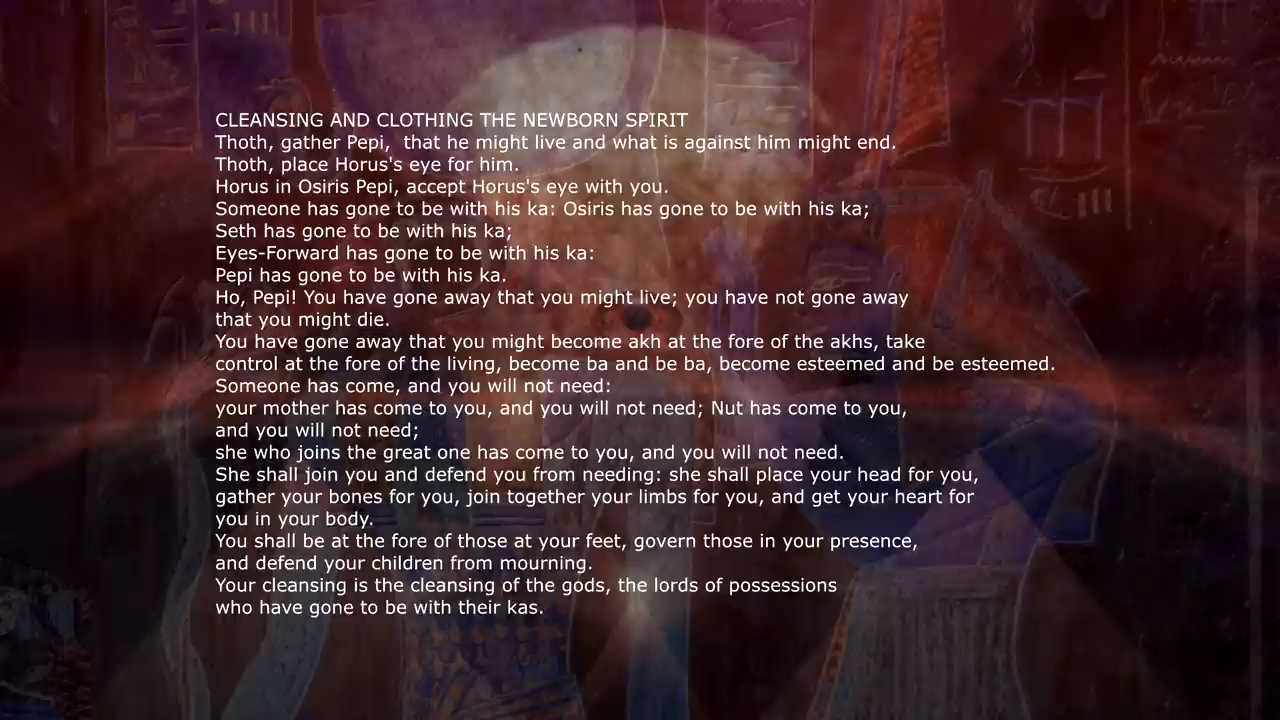 CLEANSING AND CLOTHING THE NEWBORN SPIRIT
Thoth, gather Pepi,  that he might live and what is against him might end.
Thoth, place Horus's eye for him.
Horus in Osiris Pepi, accept Horus's eye with you.
Someone has gone to be with his ka: Osiris has gone to be with his ka;
Seth has gone to be with his ka;
Eyes-Forward has gone to be with his ka:
Pepi has gone to be with his ka.
Ho, Pepi! You have gone away that you might live; you have not gone away
that you might die.
You have gone away that you might become akh at the fore of the akhs, take
control at the fore of the living, become ba and be ba, become esteemed and be esteemed.
Someone has come, and you will not need:
your mother has come to you, and you will not need; Nut has come to you,
and you will not need;
she who joins the great one has come to you, and you will not need.
She shall join you and defend you from needing: she shall place your head for you,
gather your bones for you, join together your limbs for you, and get your heart for
you in your body.
You shall be at the fore of those at your feet, govern those in your presence,
and defend your children from mourning.
Your cleansing is the cleansing of the gods, the lords of possessions
who have gone to be with their kas.